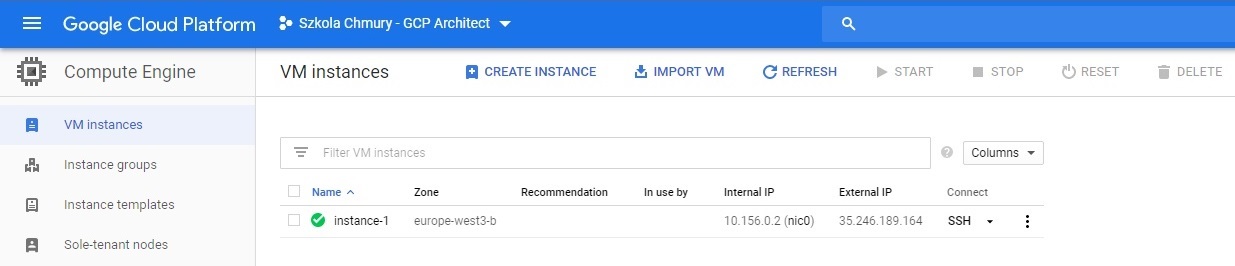 Google Cloud Platform Szkola Chmury - GCP Architect
Compute Engine VM instances CREATE INSTANCE IMPORT VM REFRESH START STOP RESET DELETE
VM instances
Instance groups
Instance templates
Sole-tenant nodes
Filter VM instances Columns
Name Zone Recommendation In use by Internal IP External IP Connect
instance-1 europe-west3-b 10.156.0.2 (nic0) 35.246.189.164 SSH